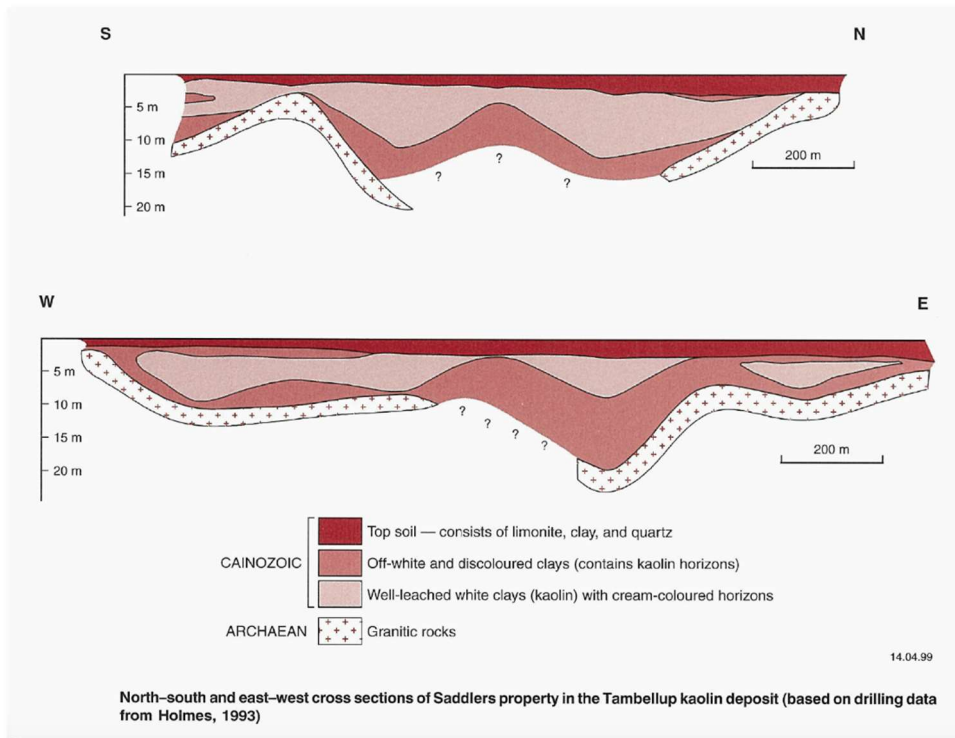 S
N
5 m
10 m
15 m
20 m
?
?
?
200 m
W
E
5 m
10 m
15 m
20 m
?
?
?
?
200 m
CAINOZOIC
Top soil — consists of limonite, clay, and quartz
Off-white and discoloured clays (contains kaolin horizons)
Well-leached white clays (kaolin) with cream-coloured horizons
ARCHAEAN
Granitic rocks
14.04.99
North–south and east–west cross sections of Saddlers property in the Tambellup kaolin deposit (based on drilling data
from Holmes, 1993)